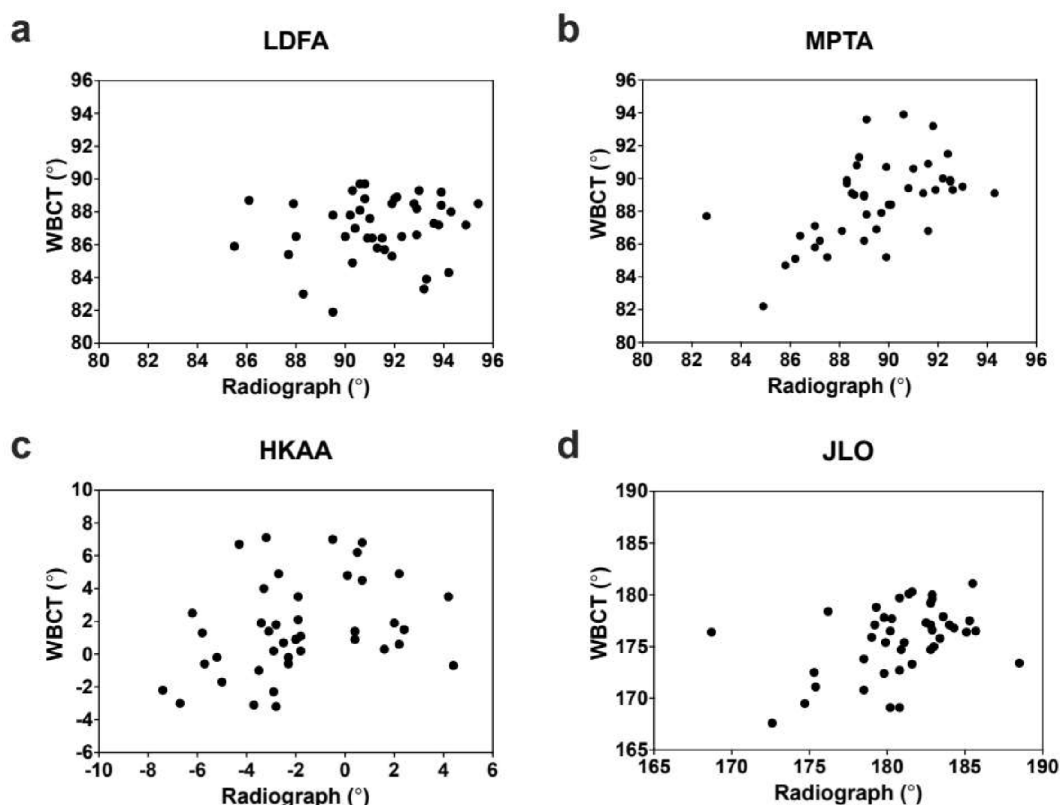 a
LDFA
96
94
92
90
88
86
84
82
80
WBCT (°)
80 82 84 86 88 90 92 94 96
Radiograph (°)
b
MPTA
96
94
92
90
88
86
84
82
80
WBCT (°)
80 82 84 86 88 90 92 94 96
Radiograph (°)
c
HKAA
10
8
6
4
2
0
-2
-4
-6
WBCT (°)
-10 -8 -6 -4 -2 0 2 4 6
Radiograph (°)
d
JLO
190
185
180
175
170
165
WBCT (°)
165 170 175 180 185 190
Radiograph (°)